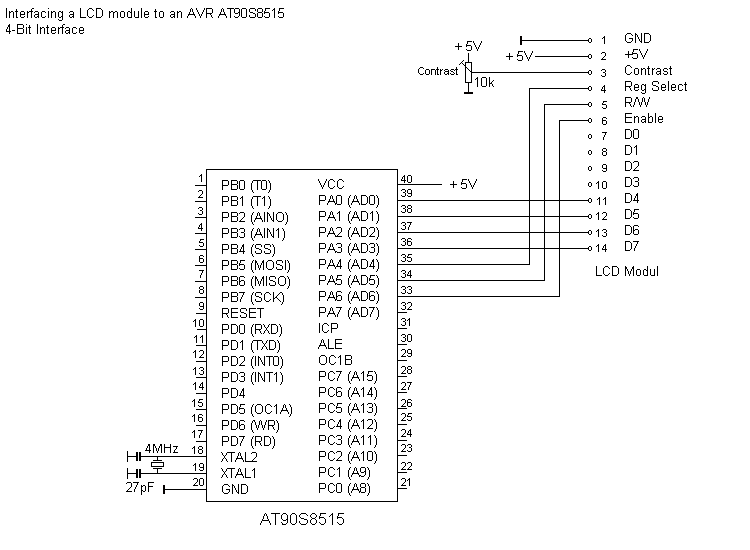 Interfacing a LCD module to an AVR AT90S8515
4-Bit Interface
+5V
Contrast
10k
+5V
1 GND
2 +5V
3 Contrast
4 Reg Select
5 R/W
6 Enable
7 D0
8 D1
9 D2
10 D3
11 D4
12 D5
13 D6
14 D7
LCD Modul
1 PB0 (T0)
2 PB1 (T1)
3 PB2 (AINO)
4 PB3 (AIN1)
5 PB4 (SS)
6 PB5 (MOSI)
7 PB6 (MISO)
8 PB7 (SCK)
9 RESET
10 PD0 (RXD)
11 PD1 (TXD)
12 PD2 (INT0)
13 PD3 (INT1)
14 PD4
15 PD5 (OC1A)
16 PD6 (WR)
17 PD7 (RD)
18 XTAL2
19 XTAL1
20 GND
VCC 40
+5V
PA0 (AD0) 39
PA1 (AD1) 38
PA2 (AD2) 37
PA3 (AD3) 36
PA4 (AD4) 35
PA5 (AD5) 34
PA6 (AD6) 33
PA7 (AD7) 32
ICP 31
ALE 30
OC1B 29
PC7 (A15) 28
PC6 (A14) 27
PC5 (A13) 26
PC4 (A12) 25
PC3 (A11) 24
PC2 (A10) 23
PC1 (A9) 22
PC0 (A8) 21
4MHz
27pF
AT90S8515